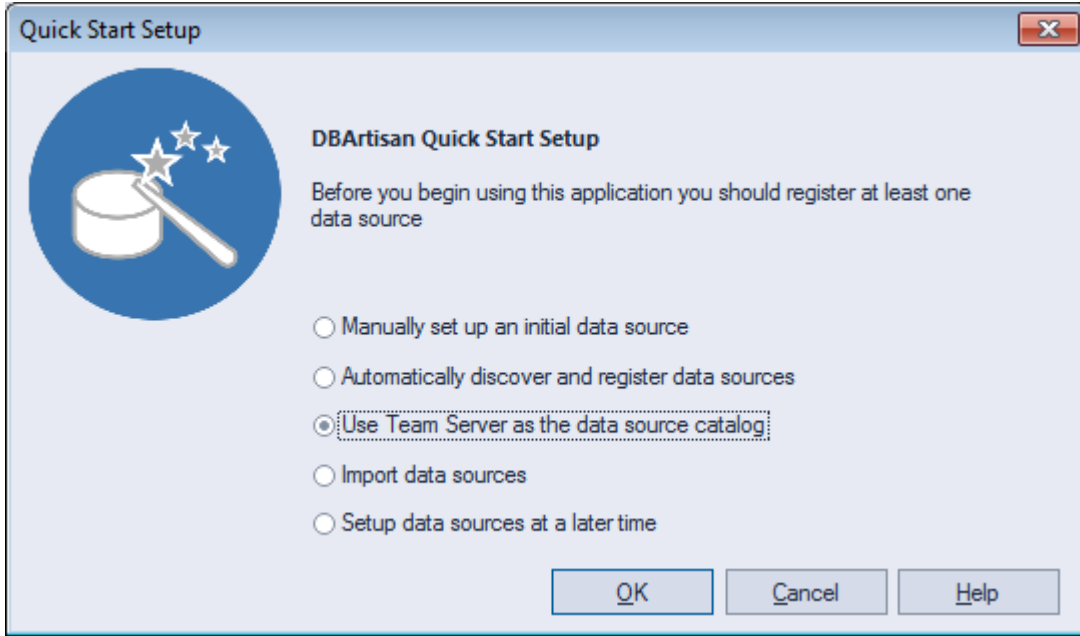 Quick Start Setup
DBArtisan Quick Start Setup
Before you begin using this application you should register at least one
data source
Manually set up an initial data source
Automatically discover and register data sources
Use Team Server as the data source catalog
Import data sources
Setup data sources at a later time
OK
Cancel
Help